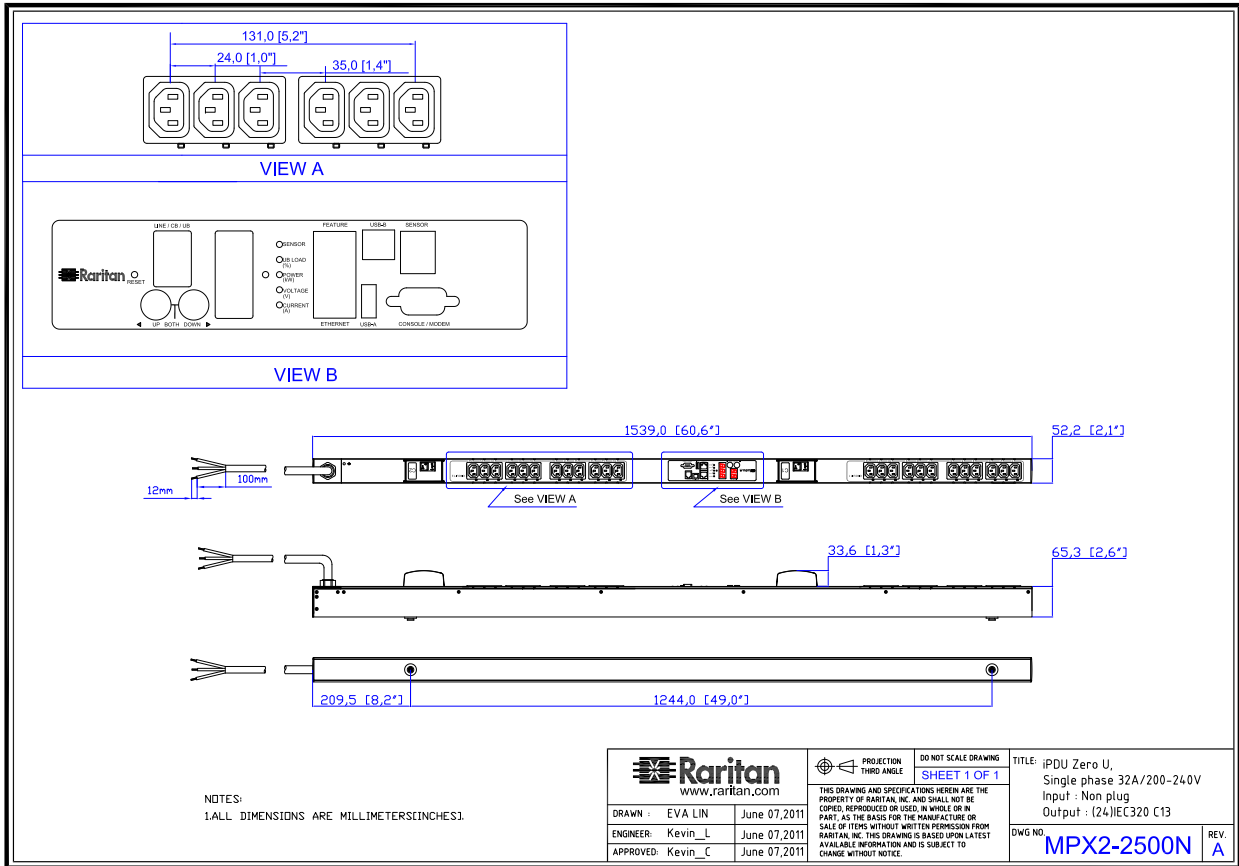 131,0 [5,2"]
24,0 [1,0"]
35,0 [1,4"]
VIEW A
LINE / CB / UB
FEATURE
USB-B
SENSOR
Raritan
RESET
SENSOR
UB LOAD
(%)
POWER
(kW)
VOLTAGE
(V)
CURRENT
(A)
UP BOTH DOWN
ETHERNET
USB-A
CONSOLE / MODEM
VIEW B
1539,0 [60,6"]
52,2 [2,1"]
100mm
12mm
See VIEW A
See VIEW B
33,6 [1,3"]
65,3 [2,6"]
209,5 [8,2"]
1244,0 [49,0"]
NOTES:
1.ALL DIMENSIONS ARE MILLIMETERS[INCHES].
Raritan
www.raritan.com
DRAWN : EVA LIN June 07,2011
ENGINEER: Kevin_L June 07,2011
APPROVED: Kevin_C June 07,2011
PROJECTION
THIRD ANGLE
DO NOT SCALE DRAWING
SHEET 1 OF 1
THIS DRAWING AND SPECIFICATIONS HEREIN ARE THE
PROPERTY OF RARITAN, INC. AND SHALL NOT BE
COPIED, REPRODUCED OR USED, IN WHOLE OR IN
PART, AS THE BASIS FOR THE MANUFACTURE OR
SALE OF ITEMS WITHOUT WRITTEN PERMISSION FROM
RARITAN, INC. THIS DRAWING IS BASED UPON LATEST
AVAILABLE INFORMATION AND IS SUBJECT TO
CHANGE WITHOUT NOTICE.
TITLE: iPDU Zero U,
Single phase 32A/200-240V
Input : Non plug
Output : (24)IEC320 C13
DWG NO. MPX2-2500N
REV.
A